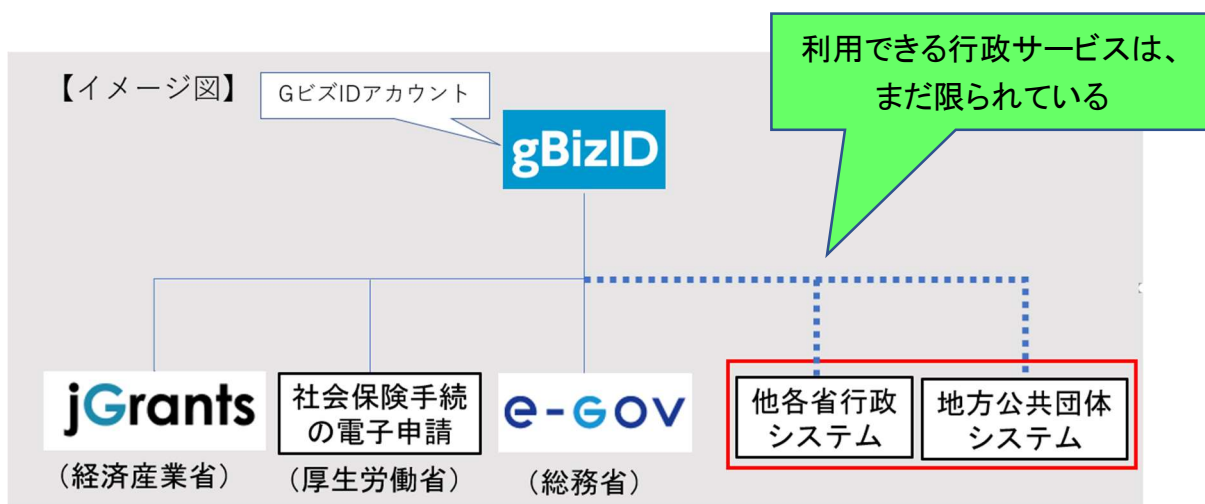 利用できる行政サービスは、
まだ限られている
【イメージ図】
GビズIDアカウント
gBizID
jGrants
社会保険手続
の電子申請
e-GOV
他各省行政
システム
地方公共団体
システム
(経済産業省)
(厚生労働省)
(総務省)